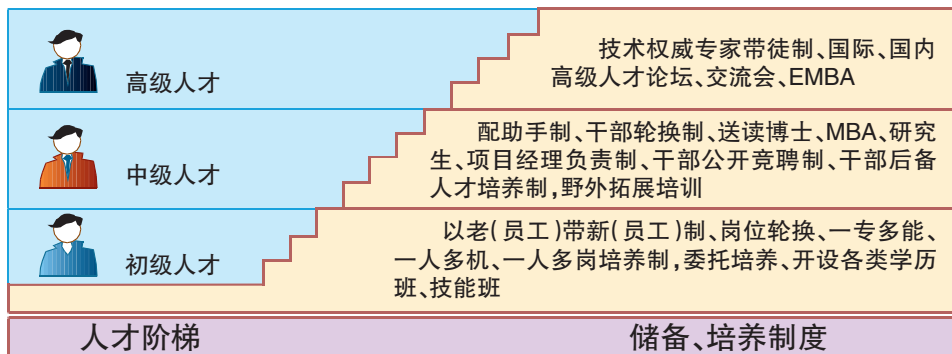 高级人才
技术权威专家带徒制、国际、国内
高级人才论坛、交流会、EMBA
中级人才
配助手制、干部轮换制、送读博士、MBA、研究
生、项目经理负责制、干部公开竞聘制、干部后备
人才培养制,野外拓展培训
初级人才
以老(员工)带新(员工)制、岗位轮换、一专多能、
一人多机、一人多岗培养制,委托培养、开设各类学历
班、技能班
人才阶梯
储备、培养制度